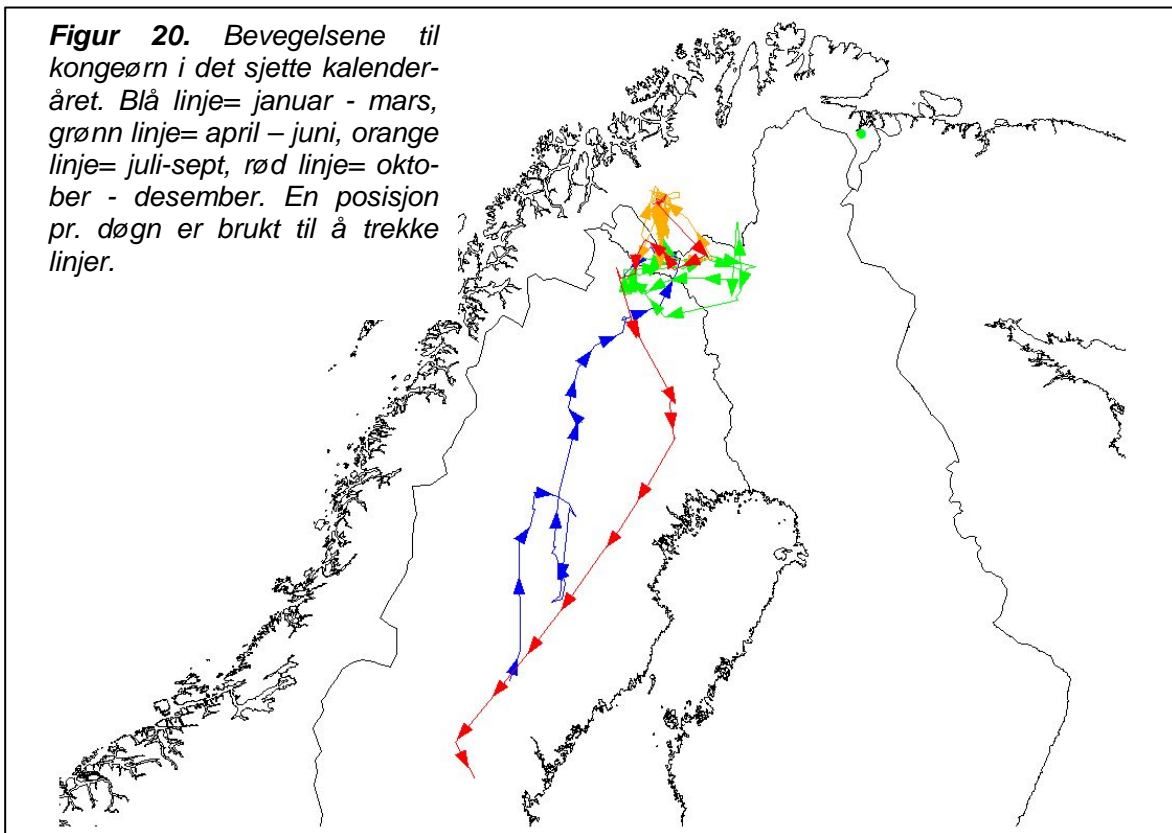 Figur 20. Bevegelsene til
kongeørn i det sjette kalender-
året. Blå linje= januar - mars,
grønn linje= april – juni, orange
linje= juli-sept, rød linje= okto-
ber - desember. En posisjon
pr. døgn er brukt til å trekke
linjer.